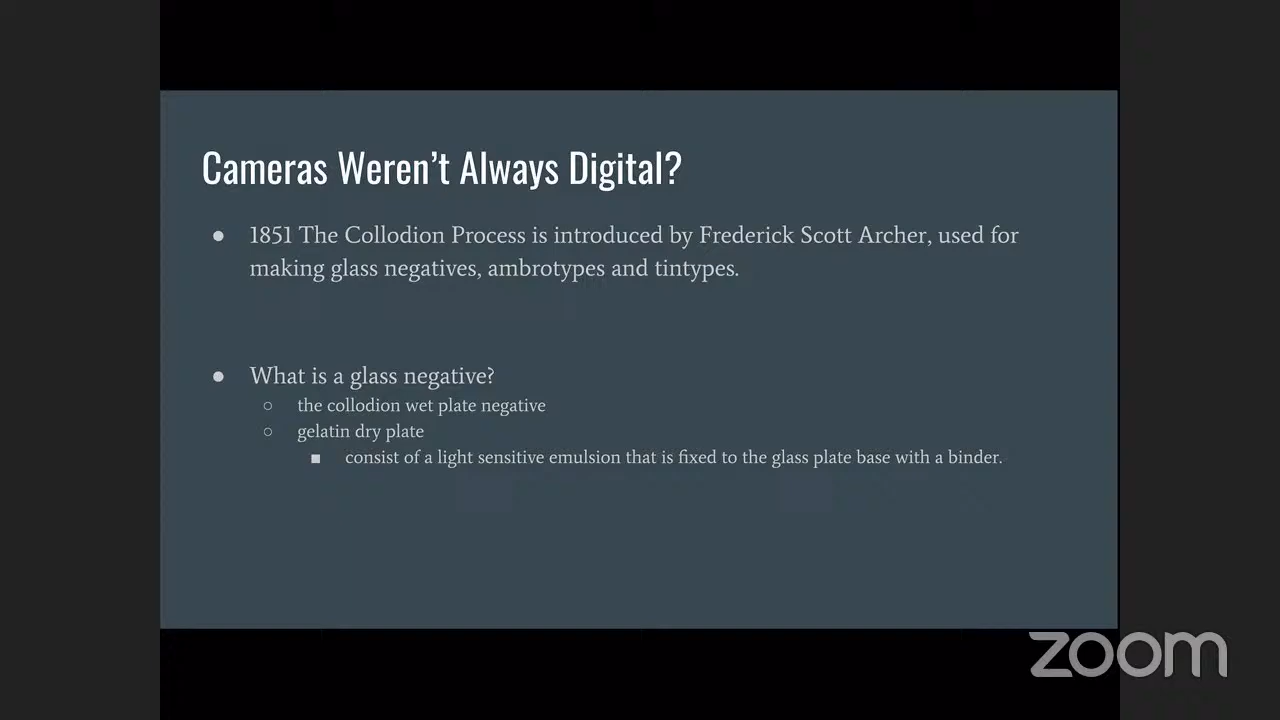 Cameras Weren’t Always Digital?
● 1851 The Collodion Process is introduced by Frederick Scott Archer, used for
making glass negatives, ambrotypes and tintypes.
● What is a glass negative?
○ the collodion wet plate negative
○ gelatin dry plate
■ consist of a light sensitive emulsion that is fixed to the glass plate base with a binder.
zoom